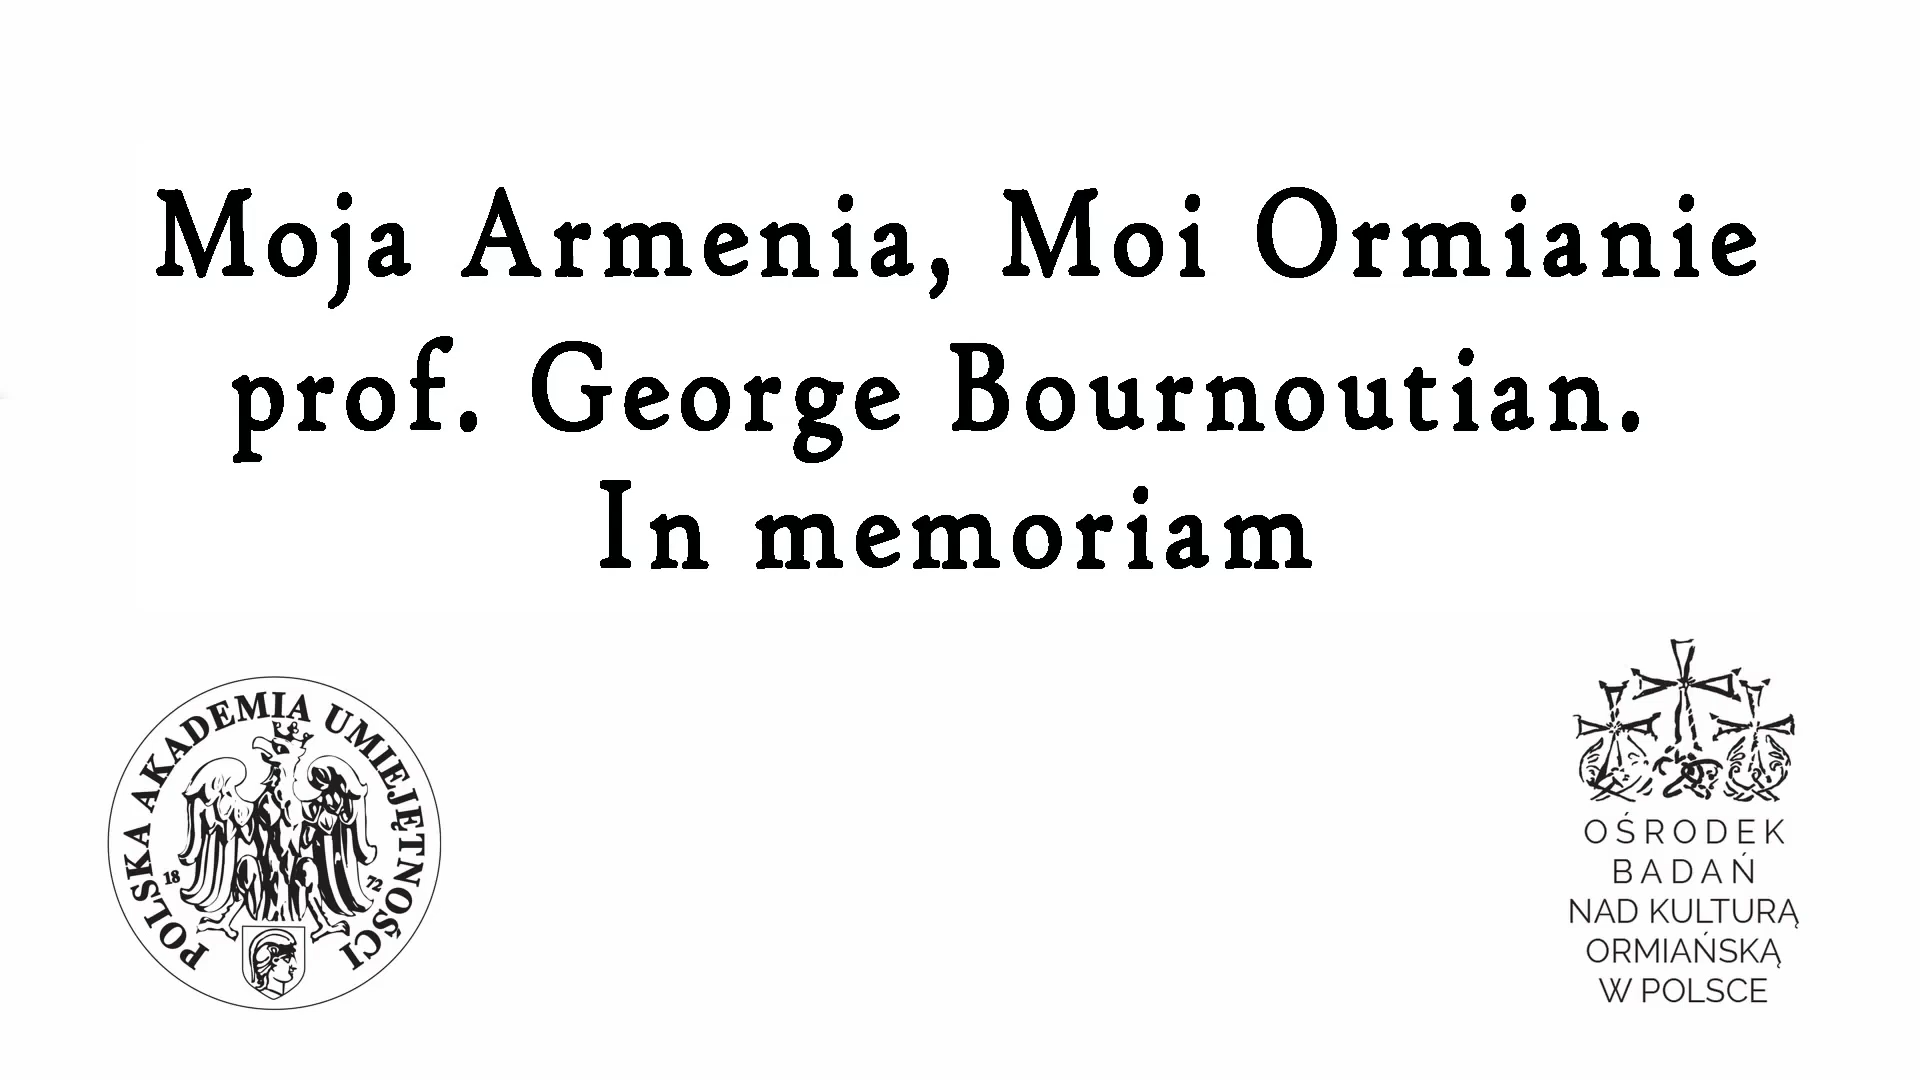 Moja Armenia, Moi Ormianie
prof. George Bournoutian.
In memoriam
POLSKA AKADEMIA UMIEJĘTNOŚCI
18 72
OŚRODEK
BADAŃ
NAD KULTURĄ
ORMIAŃSKĄ
W POLSCE